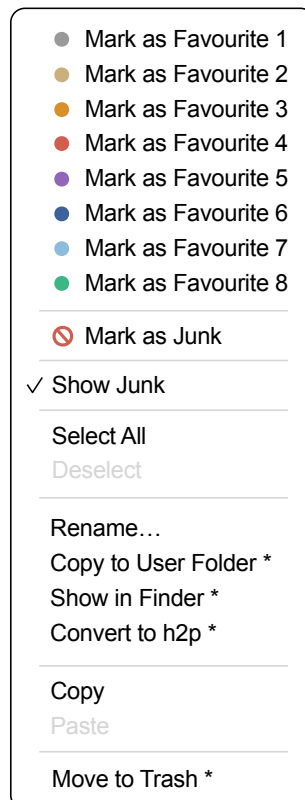 Mark as Favourite 1
Mark as Favourite 2
Mark as Favourite 3
Mark as Favourite 4
Mark as Favourite 5
Mark as Favourite 6
Mark as Favourite 7
Mark as Favourite 8
Mark as Junk
✓ Show Junk
Select All
Deselect
Rename…
Copy to User Folder *
Show in Finder *
Convert to h2p *
Copy
Paste
Move to Trash *